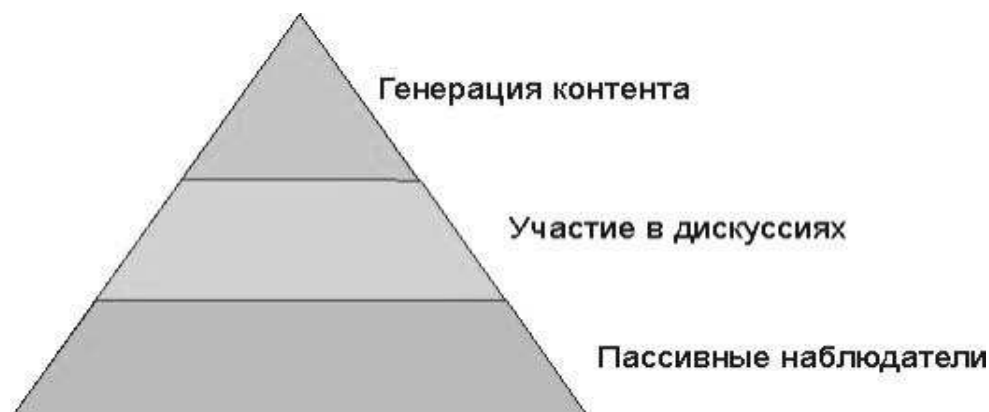 Генерация контента
Участие в дискуссиях
Пассивные наблюдатели